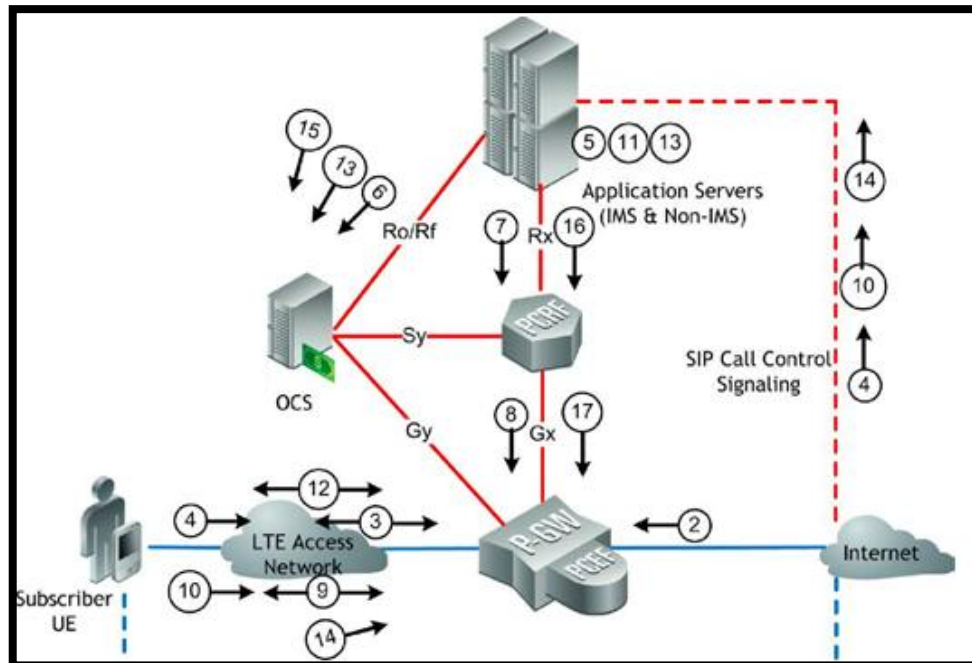 5 11 13
Application Servers
(IMS & Non-IMS)
15
13
6
Ro/Rf
7
Rx
16
14
10
4
SIP Call Control
Signaling
PCRF
Sy
$
OCS
Gy
8
Gx
17
12
4
3
2
LTE Access
Network
P-GW
PCEF
Internet
10
9
14
Subscriber
UE